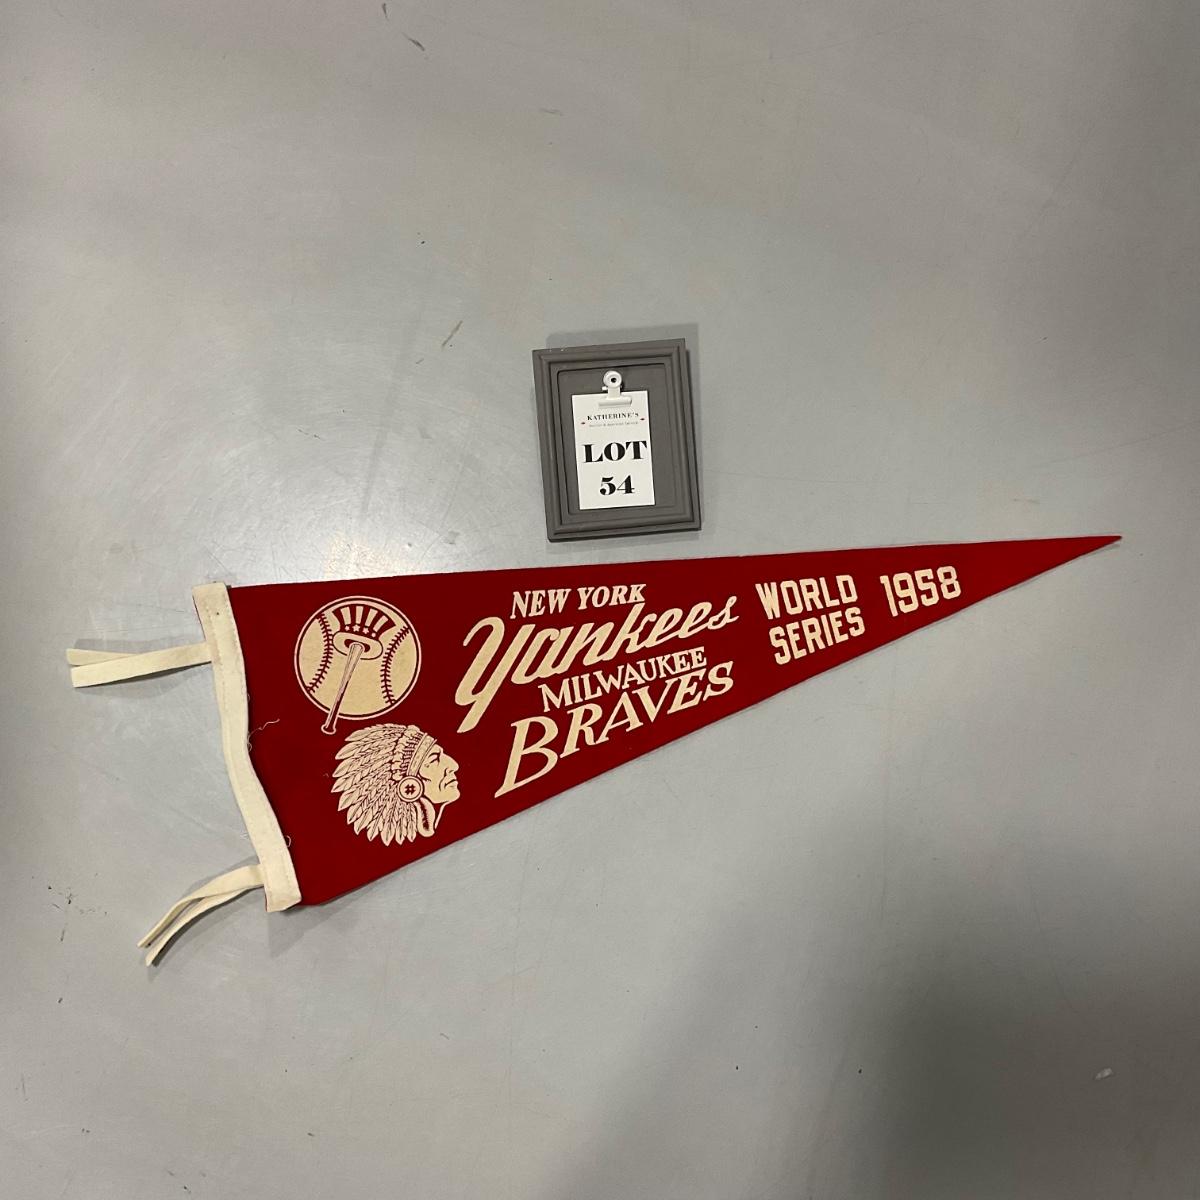 KATHERINE'S
LOT
54
NEW YORK
Yankees
MILWAUKEE
BRAVES
WORLD
SERIES
1958